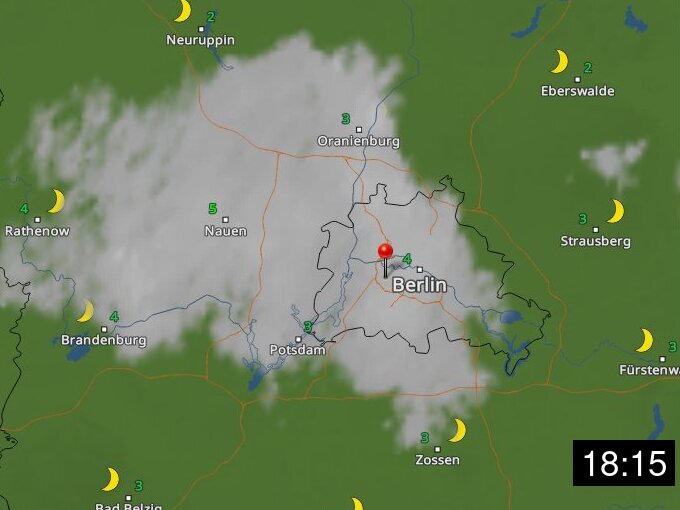 2
Neuruppin
2
Eberswalde
3
Oranienburg
4
Rathenow
5
Nauen
3
Strausberg
4
Berlin
4
Brandenburg
3
Potsdam
3
Fürstenwa
3
Zossen
18:15
3
Bad Belzig